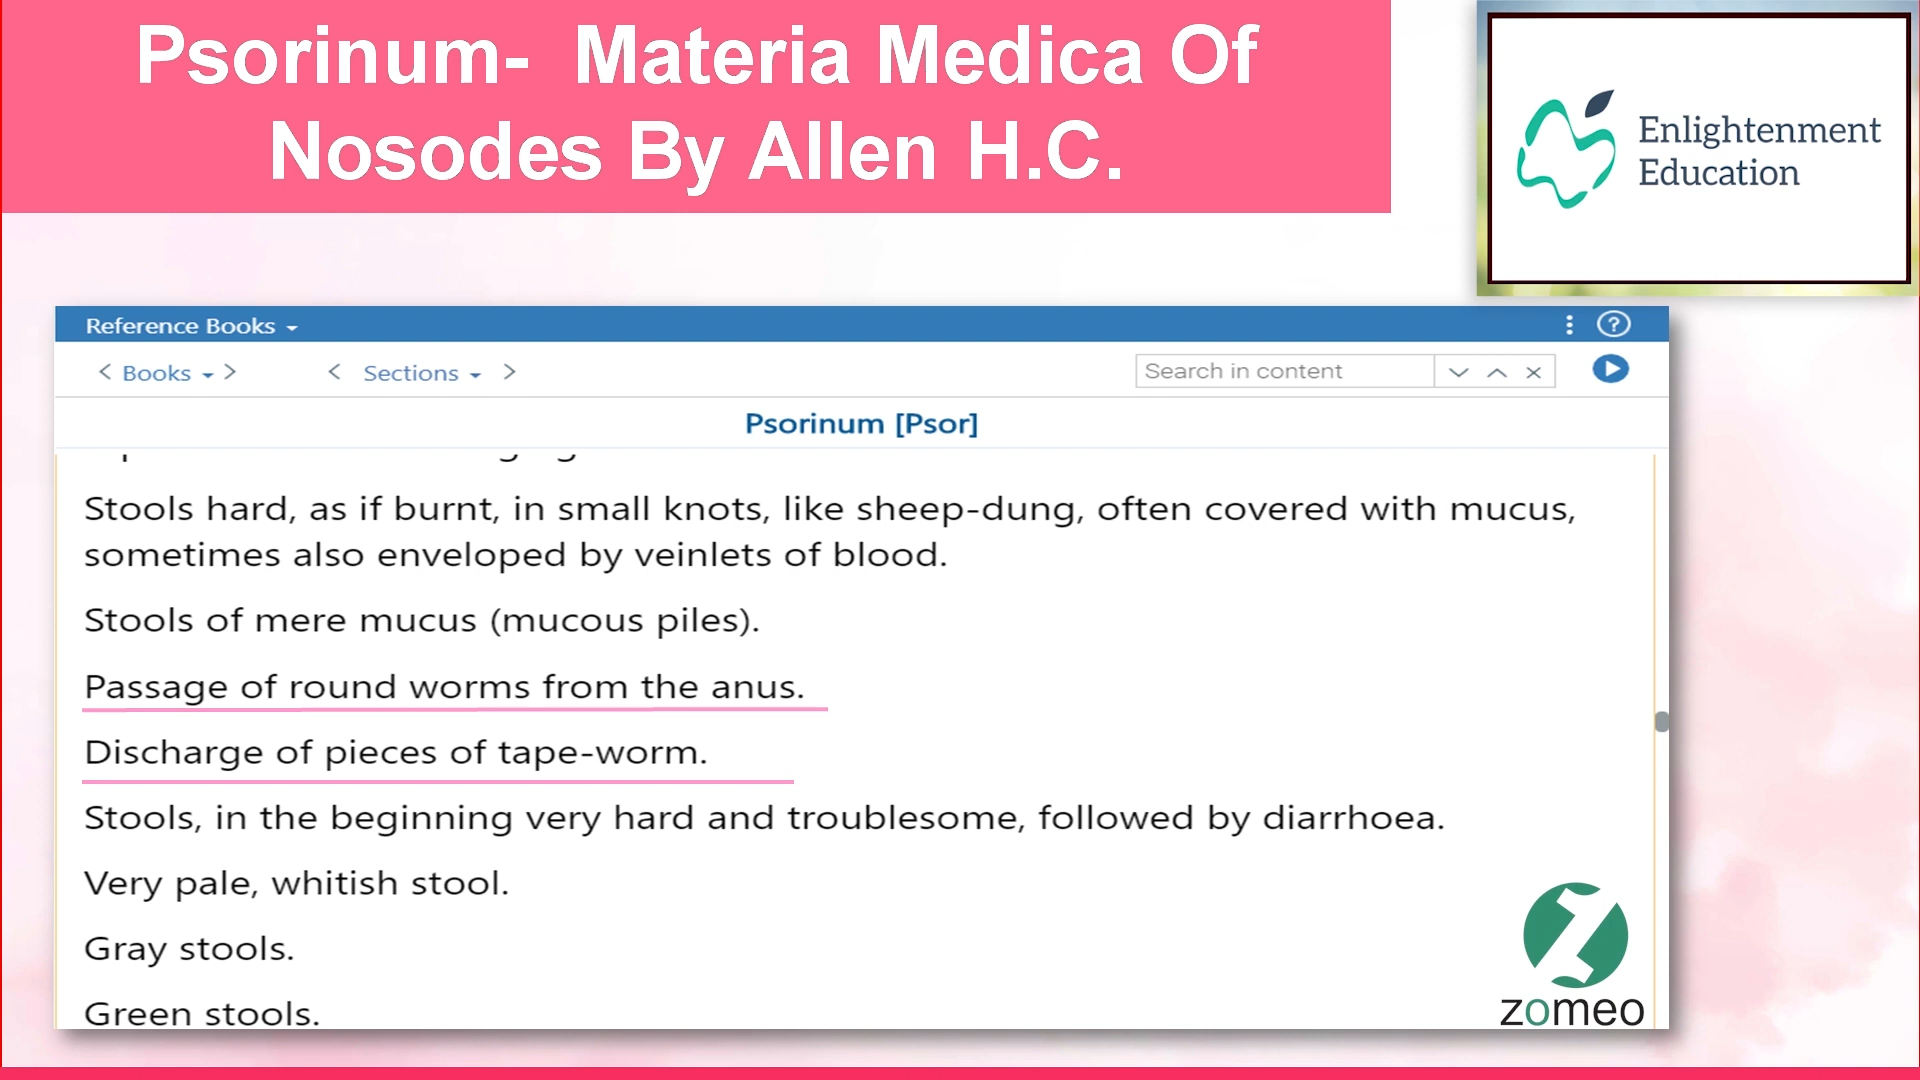 Psorinum- Materia Medica Of
Nosodes By Allen H.C.
Enlightenment
Education
Reference Books
Books
Sections
Search in content
Psorinum [Psor]
Stools hard, as if burnt, in small knots, like sheep-dung, often covered with mucus,
sometimes also enveloped by veinlets of blood.
Stools of mere mucus (mucous piles).
Passage of round worms from the anus.
Discharge of pieces of tape-worm.
Stools, in the beginning very hard and troublesome, followed by diarrhoea.
Very pale, whitish stool.
Gray stools.
Green stools.
zomeo